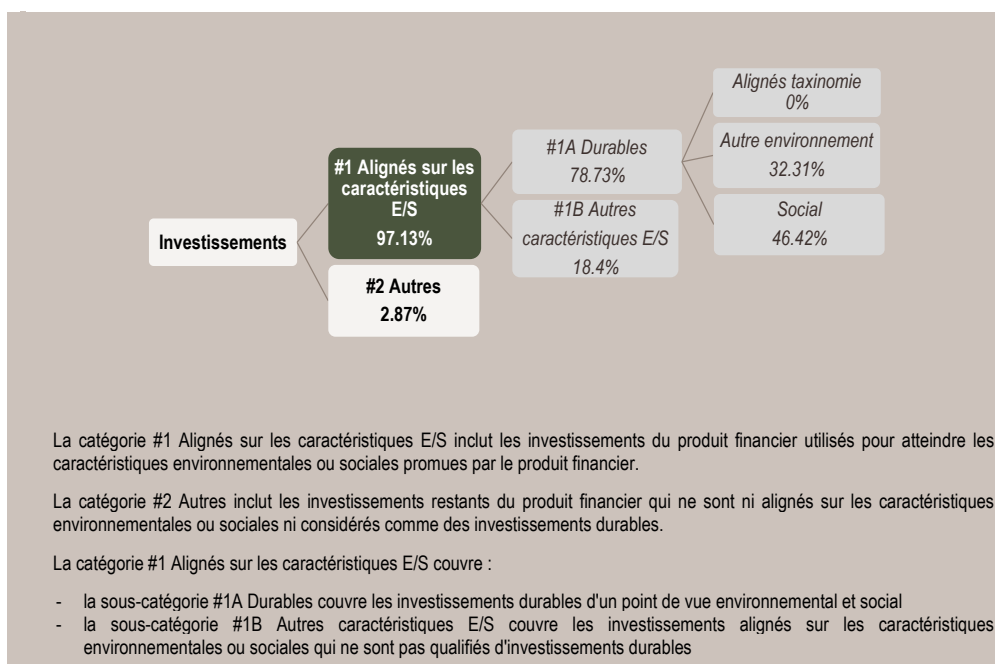 Investissements
#1 Alignés sur les
caractéristiques
E/S
97.13%
#2 Autres
2.87%
#1A Durables
78.73%
#1B Autres
caractéristiques E/S
18.4%
Alignés taxinomie
0%
Autre environnement
32.31%
Social
46.42%
La catégorie #1 Alignés sur les caractéristiques E/S inclut les investissements du produit financier utilisés pour atteindre les
caractéristiques environnementales ou sociales promues par le produit financier.
La catégorie #2 Autres inclut les investissements restants du produit financier qui ne sont ni alignés sur les caractéristiques
environnementales ou sociales ni considérés comme des investissements durables.
La catégorie #1 Alignés sur les caractéristiques E/S couvre :
- la sous-catégorie #1A Durables couvre les investissements durables d'un point de vue environnemental et social
- la sous-catégorie #1B Autres caractéristiques E/S couvre les investissements alignés sur les caractéristiques
environnementales ou sociales qui ne sont pas qualifiés d'investissements durables